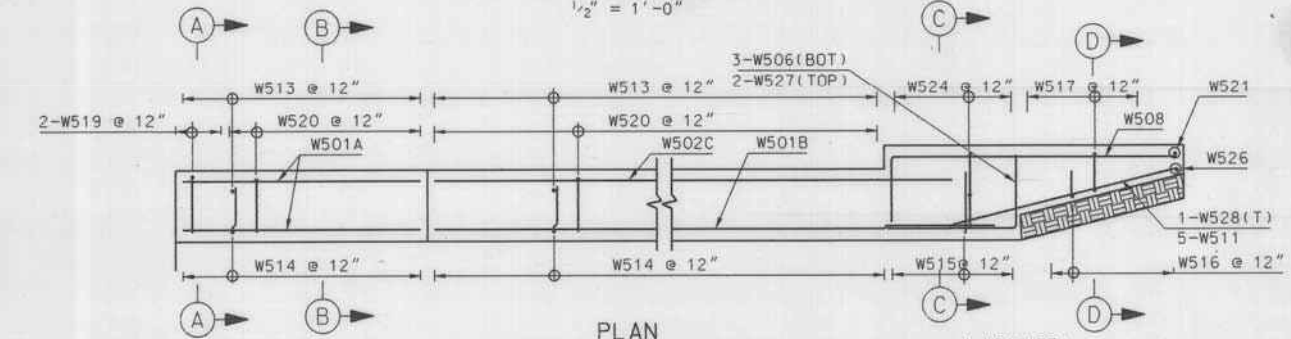 1/2" = 1'-0"
A
B
C
D
3-W506(BOT)
2-W527(TOP)
W513 @ 12"
W513 @ 12"
W524 @ 12"
W517 @ 12"
W521
2-W519 @ 12"
W520 @ 12"
W520 @ 12"
W508
W501A
W502C
W501B
W526
1-W528(T)
5-W511
W514 @ 12"
W514 @ 12"
W515@ 12"
W516 @ 12"
A
B
C
D
PLAN